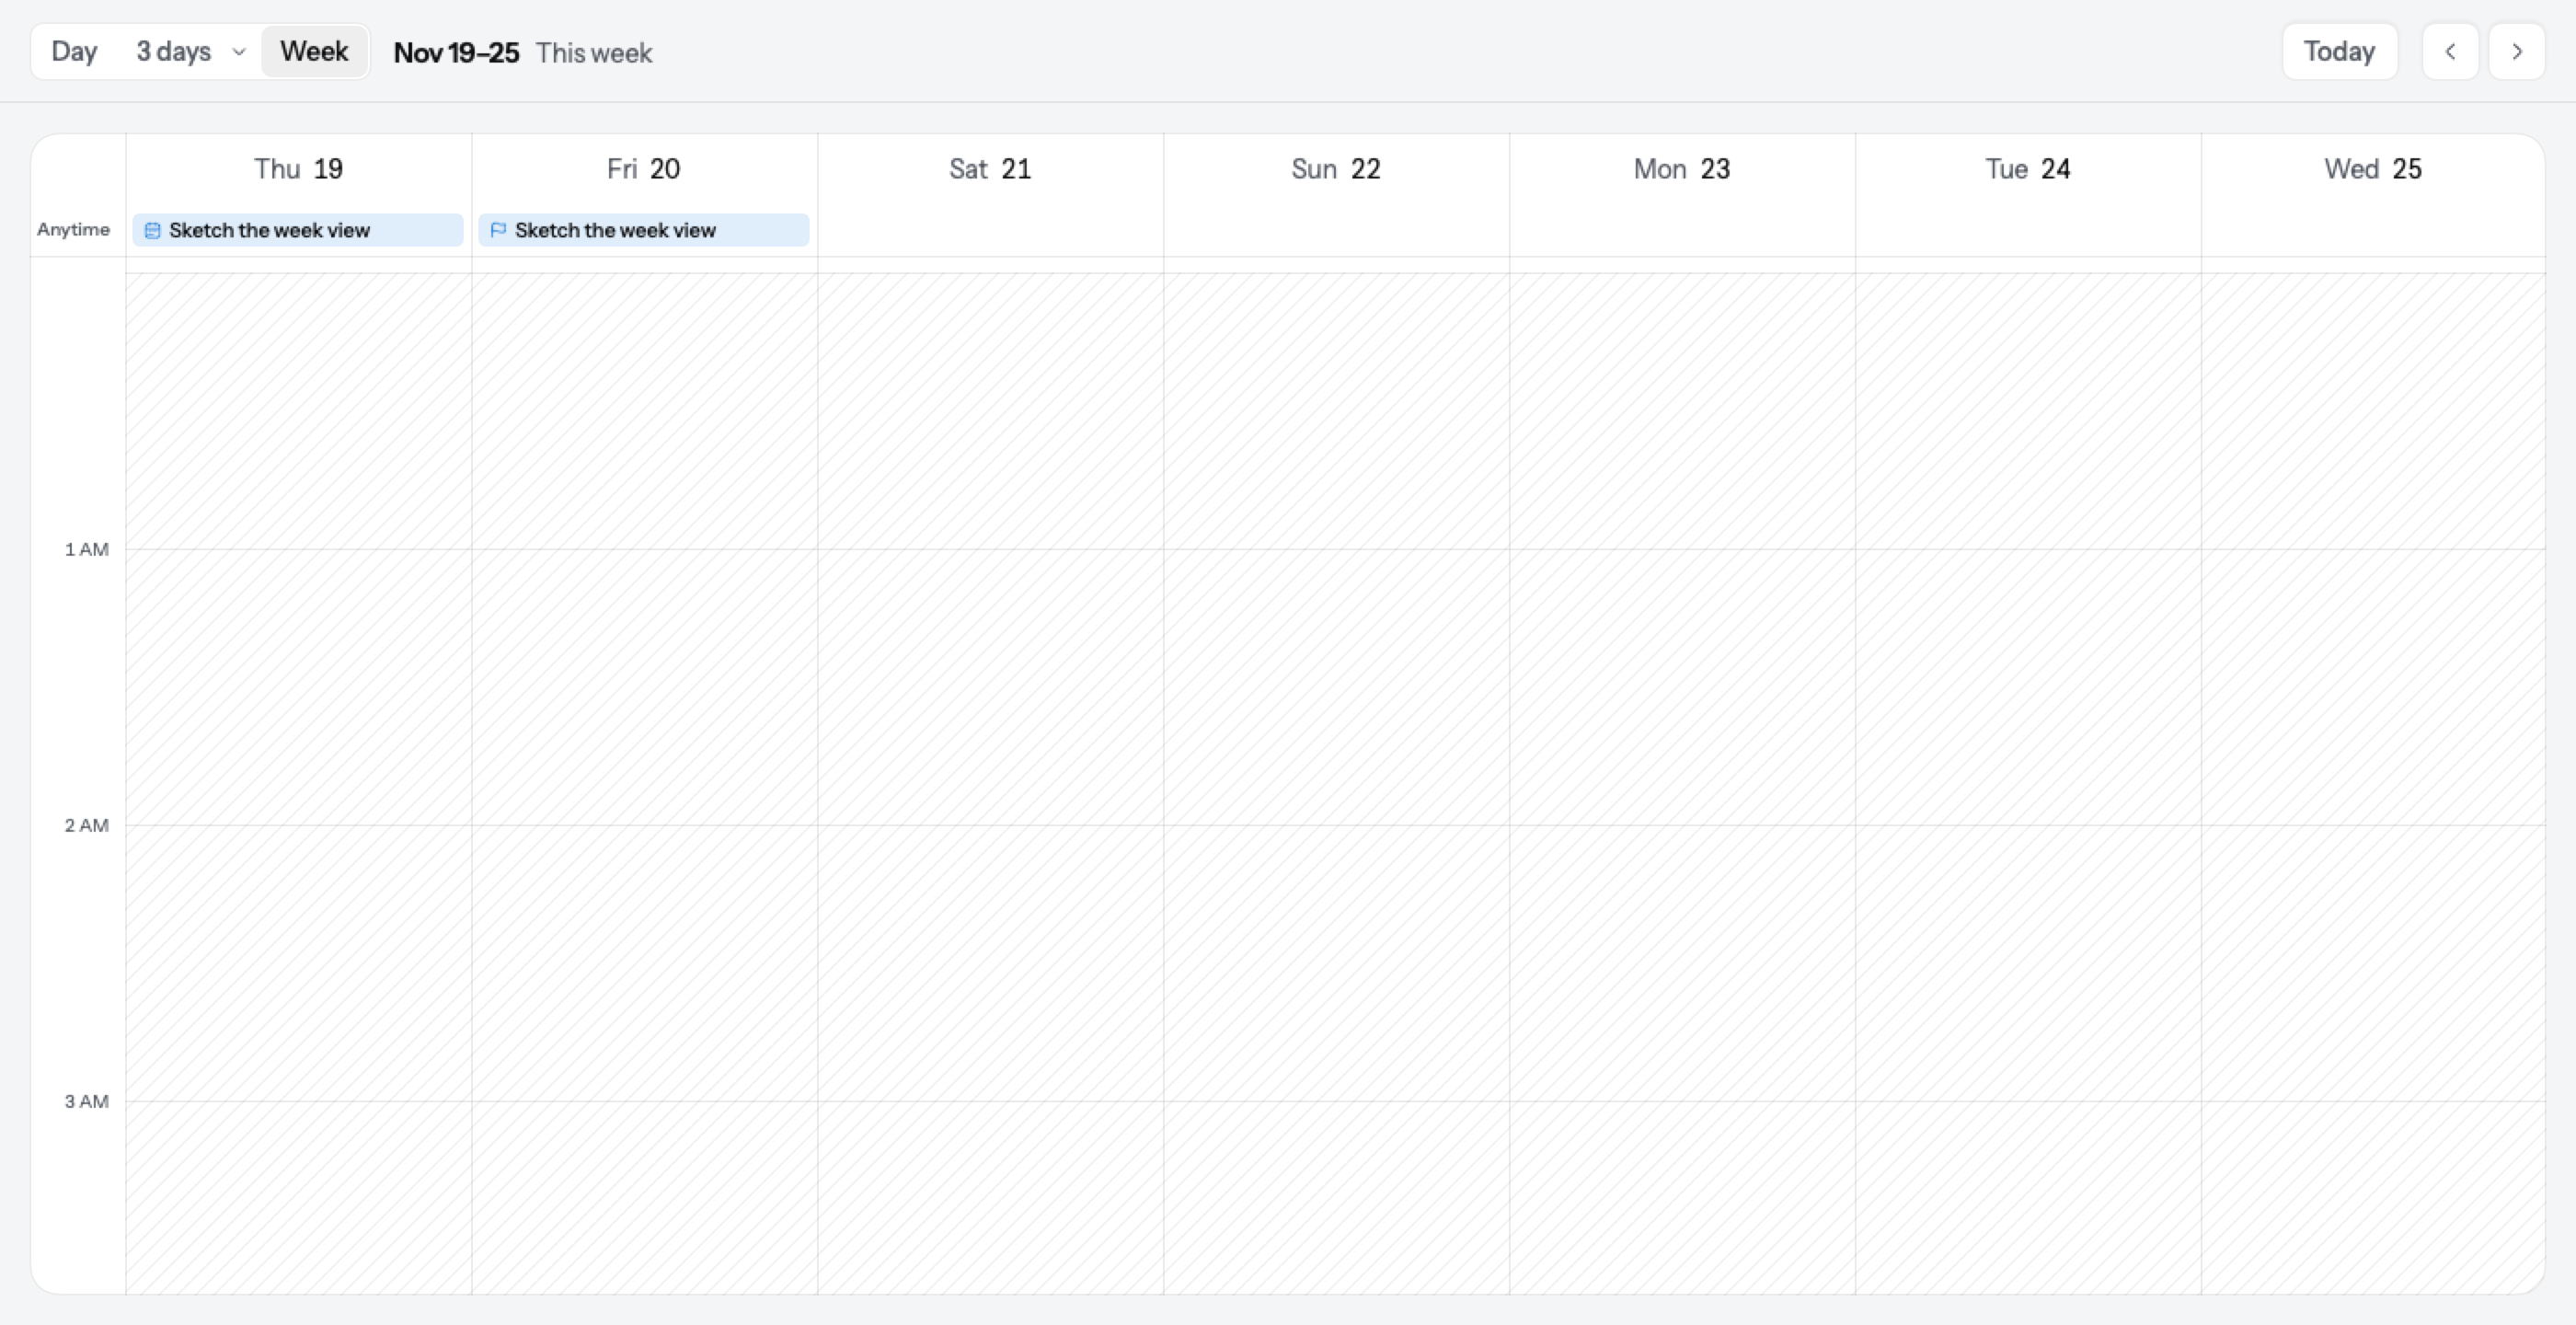 Day 3 days Week Nov 19–25 This week Today
Thu 19 Fri 20 Sat 21 Sun 22 Mon 23 Tue 24 Wed 25
Anytime Sketch the week view Sketch the week view
1 AM
2 AM
3 AM